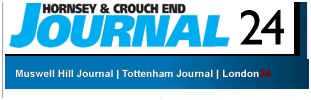 HORNSEY & CROUCH END
JOURNAL 24
Muswell Hill Journal | Tottenham Journal | London24